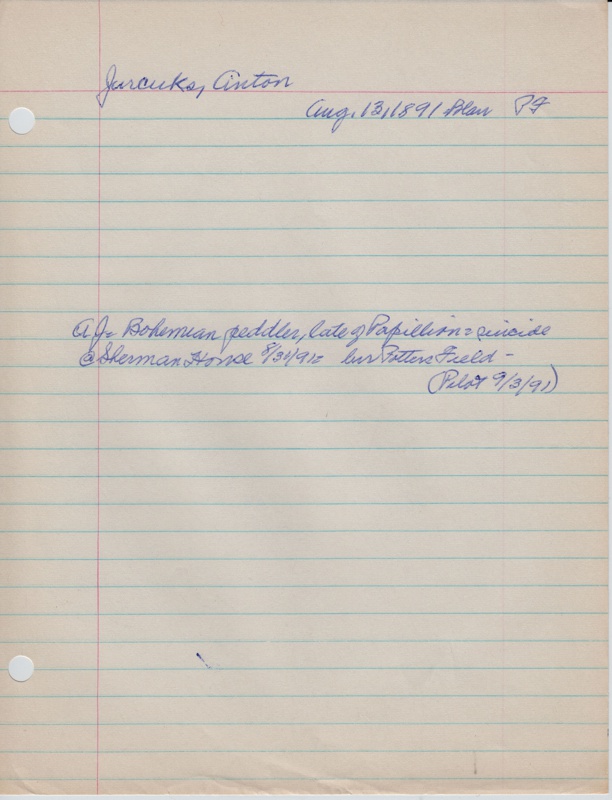 Jurcuks, Anton
Aug. 13, 1891 Blair PF
A J = Bohemian peddler, late of Papillion = suicide
@ Sherman House 8/31/91 = bur Potters Field -
(Pilot 9/3/91)